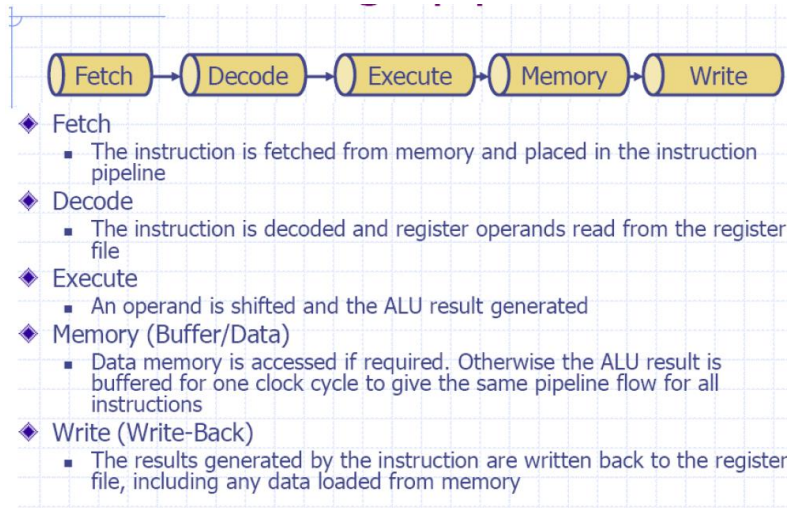 Fetch Decode Execute Memory Write
Fetch
The instruction is fetched from memory and placed in the instruction
pipeline
Decode
The instruction is decoded and register operands read from the register
file
Execute
An operand is shifted and the ALU result generated
Memory (Buffer/Data)
Data memory is accessed if required. Otherwise the ALU result is
buffered for one clock cycle to give the same pipeline flow for all
instructions
Write (Write-Back)
The results generated by the instruction are written back to the register
file, including any data loaded from memory